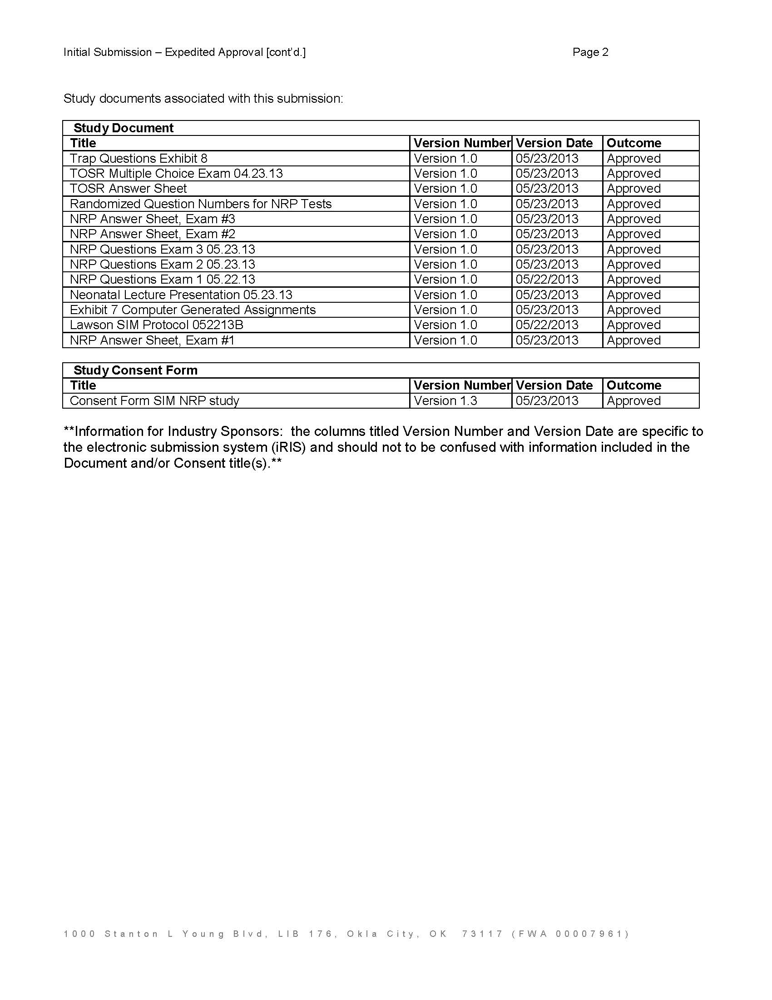 Initial Submission – Expedited Approval [cont’d.] Page 2
Study documents associated with this submission:
Study Document
Title Version Number Version Date Outcome
Trap Questions Exhibit 8 Version 1.0 05/23/2013 Approved
TOSR Multiple Choice Exam 04.23.13 Version 1.0 05/23/2013 Approved
TOSR Answer Sheet Version 1.0 05/23/2013 Approved
Randomized Question Numbers for NRP Tests Version 1.0 05/23/2013 Approved
NRP Answer Sheet, Exam #3 Version 1.0 05/23/2013 Approved
NRP Answer Sheet, Exam #2 Version 1.0 05/23/2013 Approved
NRP Questions Exam 3 05.23.13 Version 1.0 05/23/2013 Approved
NRP Questions Exam 2 05.23.13 Version 1.0 05/23/2013 Approved
NRP Questions Exam 1 05.22.13 Version 1.0 05/22/2013 Approved
Neonatal Lecture Presentation 05.23.13 Version 1.0 05/23/2013 Approved
Exhibit 7 Computer Generated Assignments Version 1.0 05/23/2013 Approved
Lawson SIM Protocol 052213B Version 1.0 05/22/2013 Approved
NRP Answer Sheet, Exam #1 Version 1.0 05/23/2013 Approved
Study Consent Form
Title Version Number Version Date Outcome
Consent Form SIM NRP study Version 1.3 05/23/2013 Approved
**Information for Industry Sponsors:  the columns titled Version Number and Version Date are specific to
the electronic submission system (iRIS) and should not to be confused with information included in the
Document and/or Consent title(s).**
1000 Stanton L Young Blvd, LIB 176, Okla City, OK 73117 (FWA 00007961)